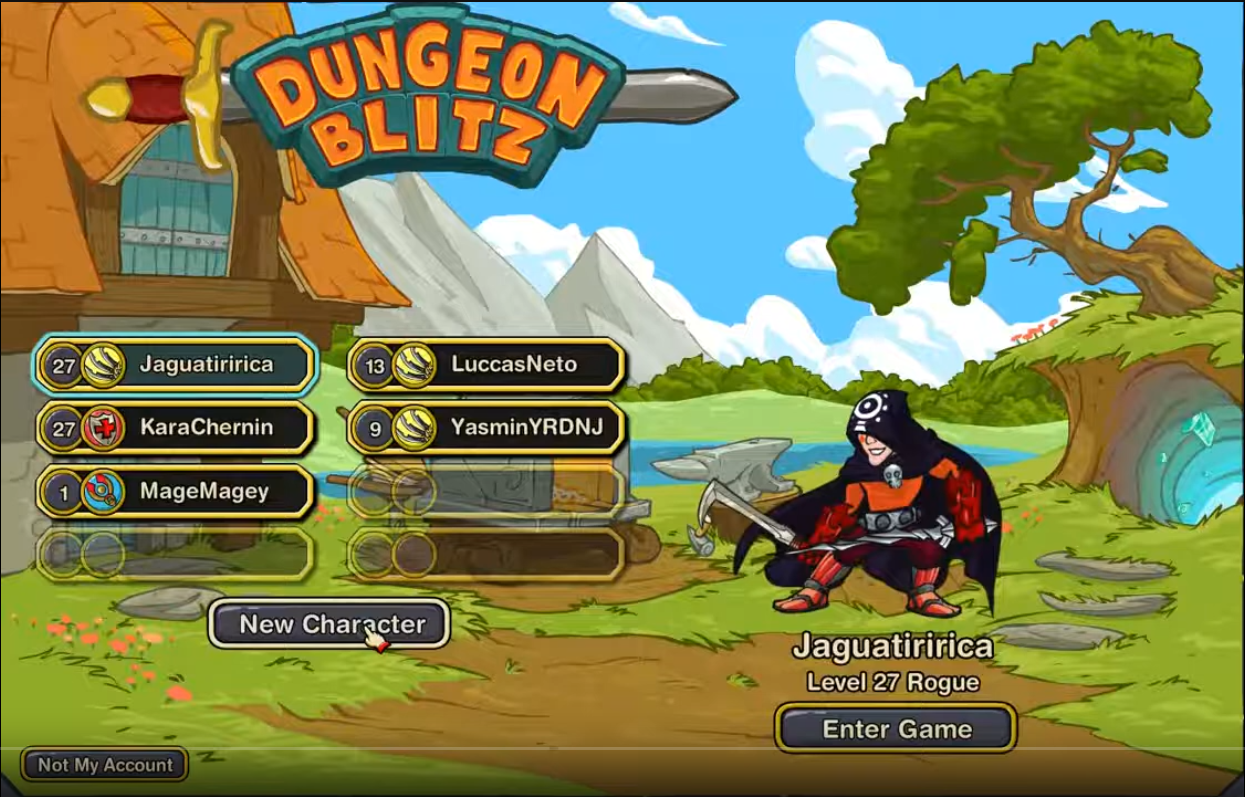 DUNGEON
BLITZ
27 Jaguatiririca
13 LuccasNeto
27 KaraChernin
9 YasminYRDNJ
1 MageMagey
New Character
Jaguatiririca
Level 27 Rogue
Enter Game
Not My Account